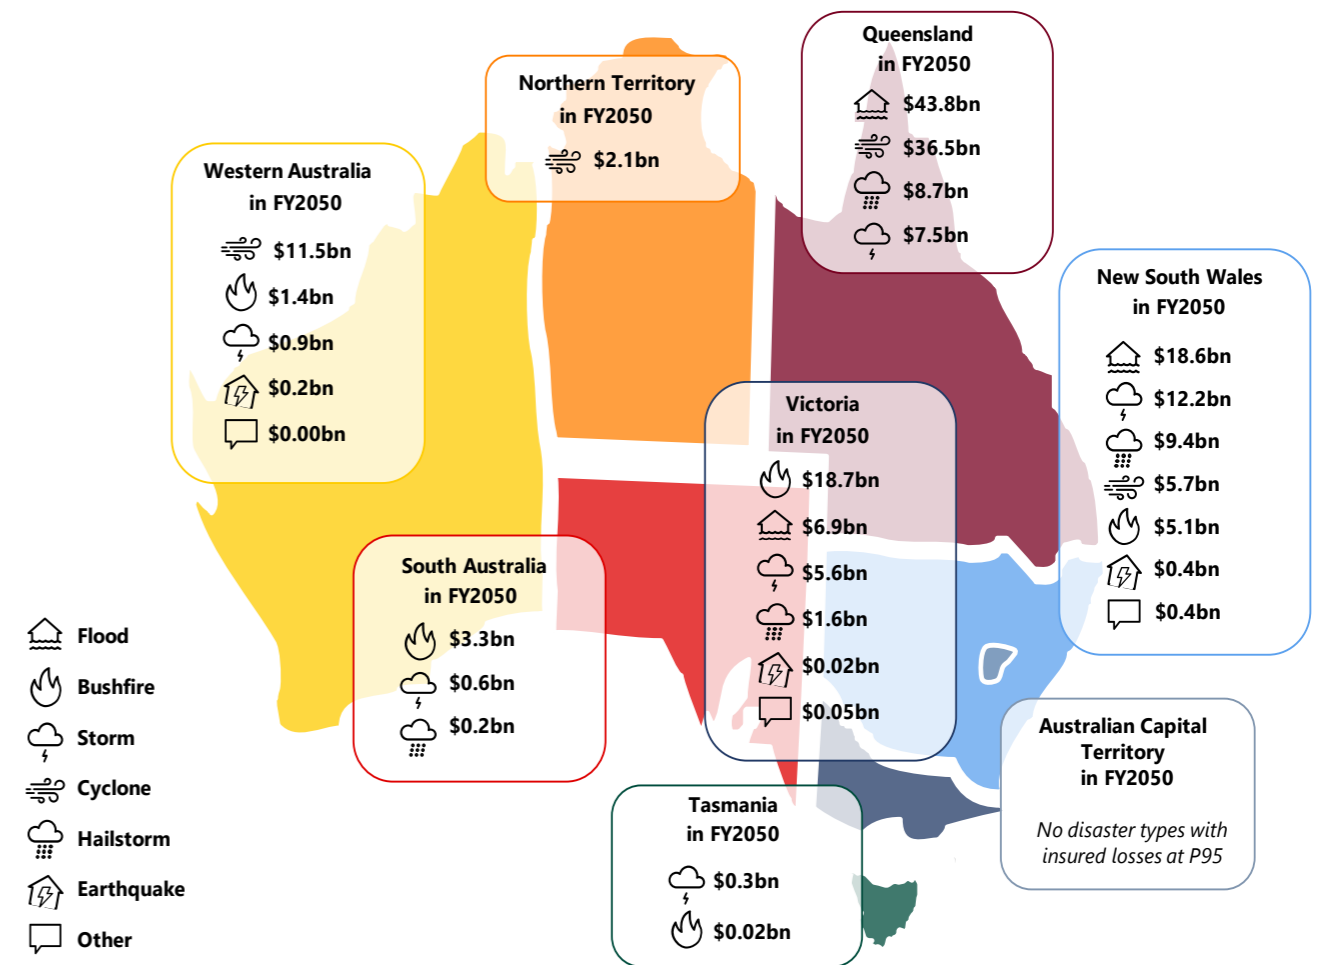 Queensland
in FY2050
$43.8bn
$36.5bn
$8.7bn
$7.5bn
Northern Territory
in FY2050
$2.1bn
Western Australia
in FY2050
$11.5bn
$1.4bn
$0.9bn
$0.2bn
$0.00bn
New South Wales
in FY2050
$18.6bn
$12.2bn
$9.4bn
$5.7bn
$5.1bn
$0.4bn
$0.4bn
Victoria
in FY2050
$18.7bn
$6.9bn
$5.6bn
$1.6bn
$0.02bn
$0.05bn
South Australia
in FY2050
$3.3bn
$0.6bn
$0.2bn
Australian Capital
Territory
in FY2050
No disaster types with
insured losses at P95
Tasmania
in FY2050
$0.3bn
$0.02bn
Flood
Bushfire
Storm
Cyclone
Hailstorm
Earthquake
Other